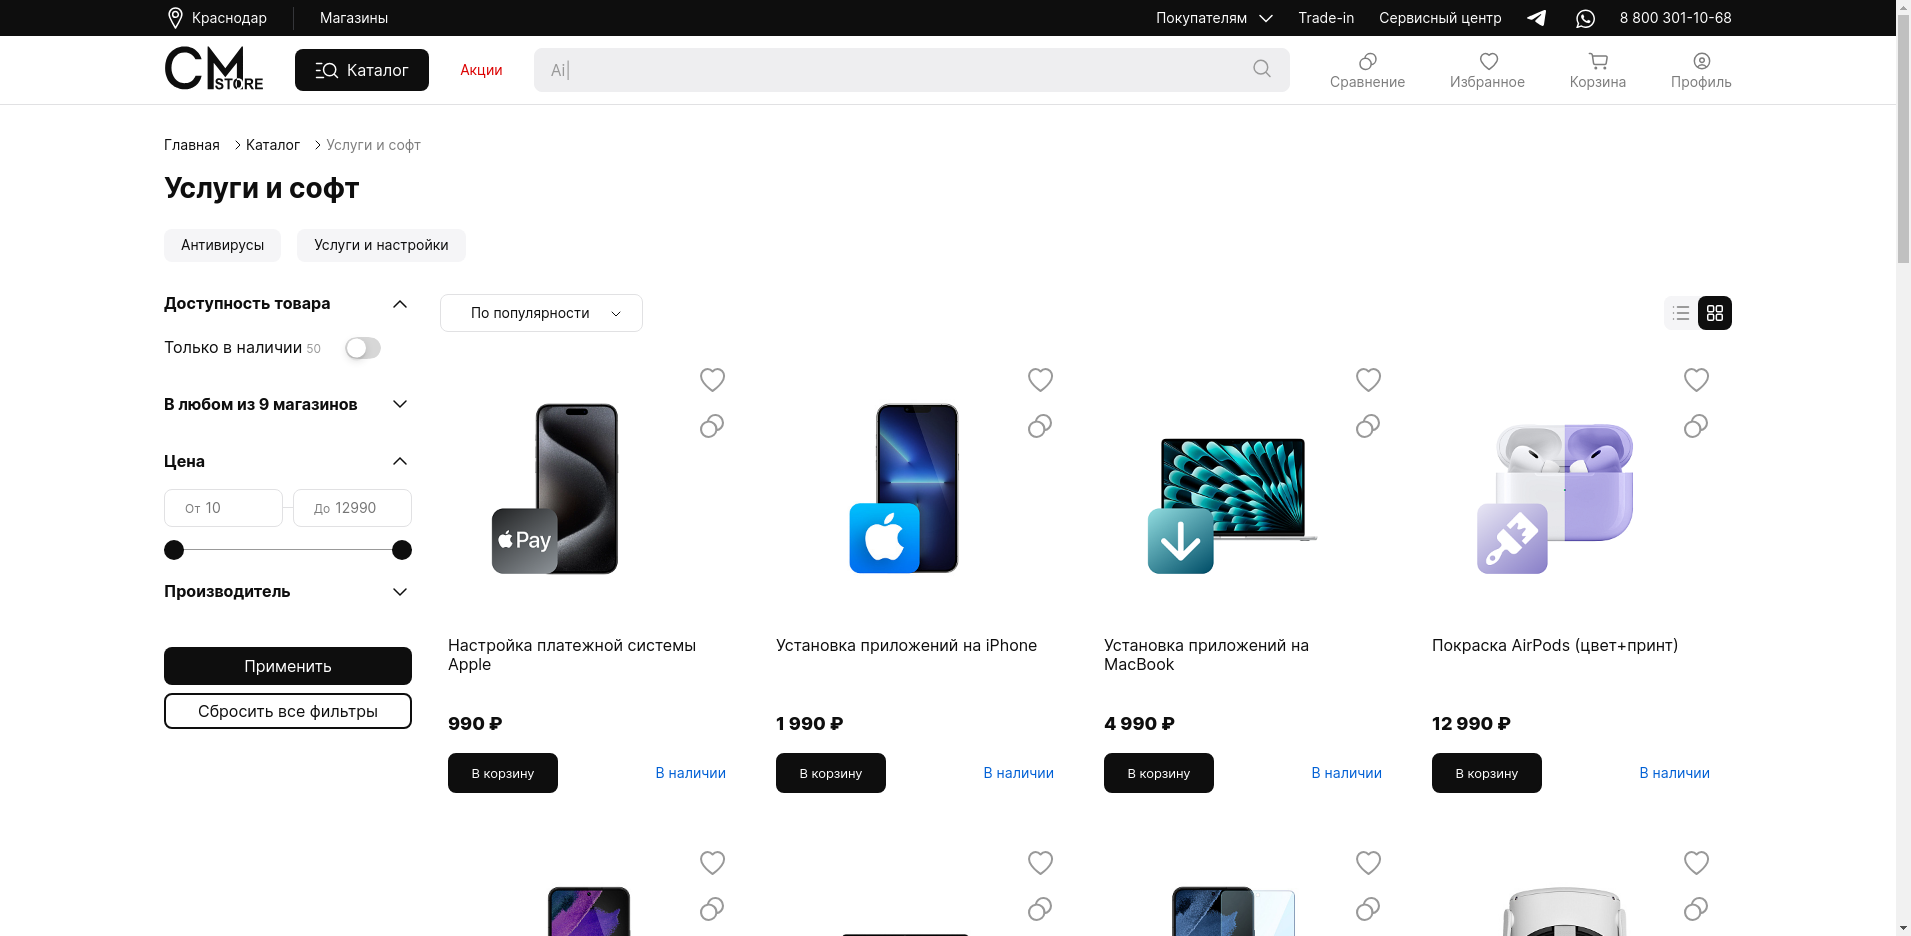 Краснодар
Магазины
Покупателям
Trade-in
Сервисный центр
8 800 301-10-68
CM STORE
Каталог
Акции
Ai|
Сравнение
Избранное
Корзина
Профиль
Главная
Каталог
Услуги и софт
Услуги и софт
Антивирусы
Услуги и настройки
Доступность товара
Только в наличии 50
В любом из 9 магазинов
Цена
От 10
До 12990
Производитель
Применить
Сбросить все фильтры
По популярности
Pay
Настройка платежной системы
Apple
990 ₽
В корзину
В наличии
Установка приложений на iPhone
1 990 ₽
В корзину
В наличии
Установка приложений на
MacBook
4 990 ₽
В корзину
В наличии
Покраска AirPods (цвет+принт)
12 990 ₽
В корзину
В наличии